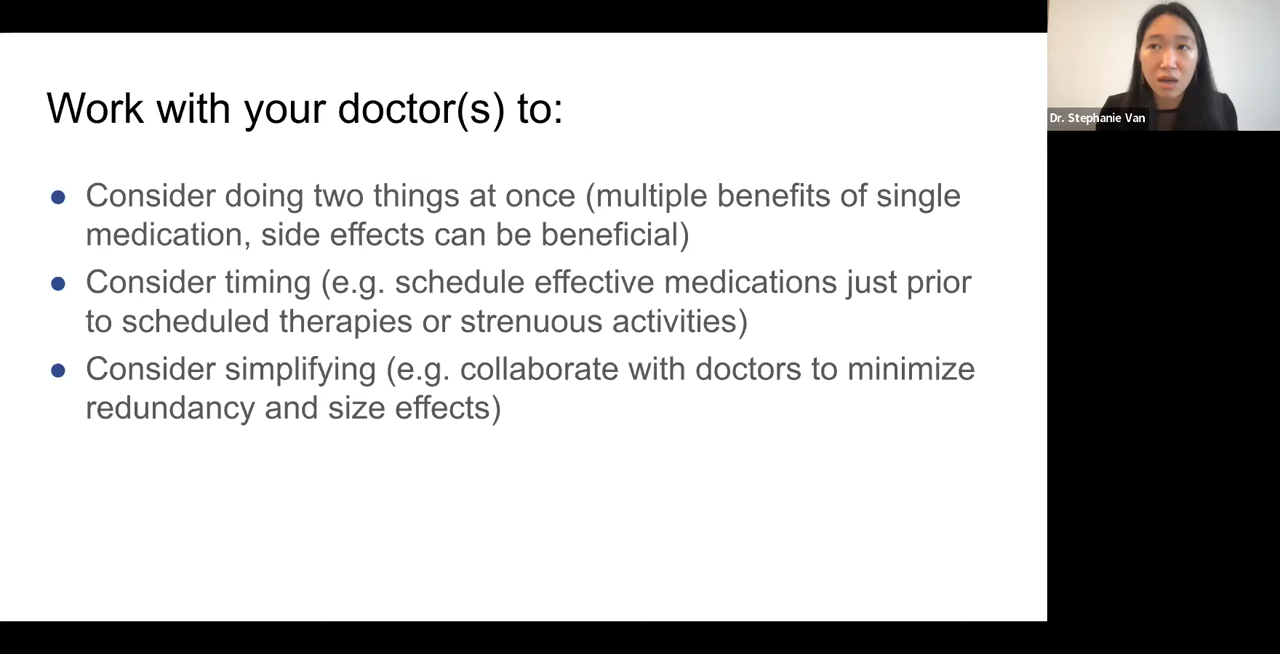 Work with your doctor(s) to:
● Consider doing two things at once (multiple benefits of single
medication, side effects can be beneficial)
● Consider timing (e.g. schedule effective medications just prior
to scheduled therapies or strenuous activities)
● Consider simplifying (e.g. collaborate with doctors to minimize
redundancy and size effects)
Dr. Stephanie Van